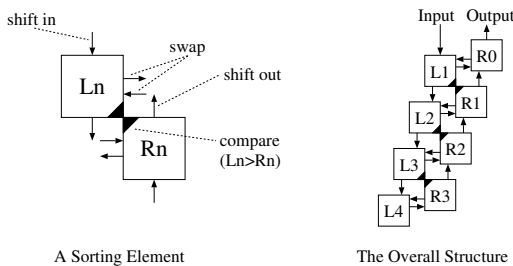 shift in
swap
shift out
Ln
Rn
compare
(Ln>Rn)
A Sorting Element
Input
Output
R0
L1
R1
L2
R2
L3
R3
L4
The Overall Structure